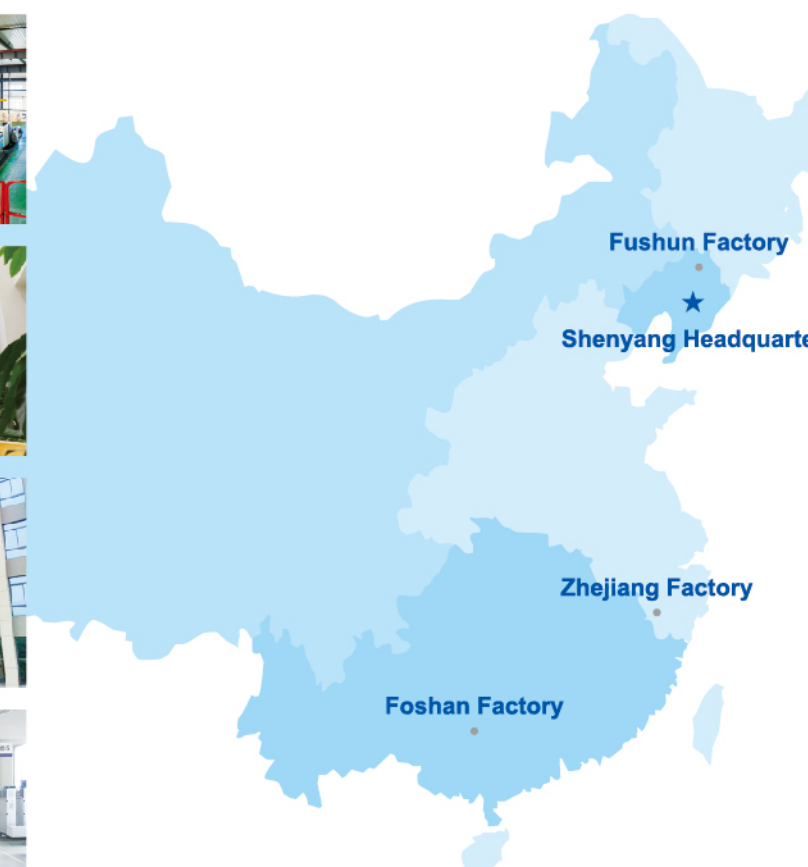 Fushun Factory
Shenyang Headquarte
Zhejiang Factory
Foshan Factory